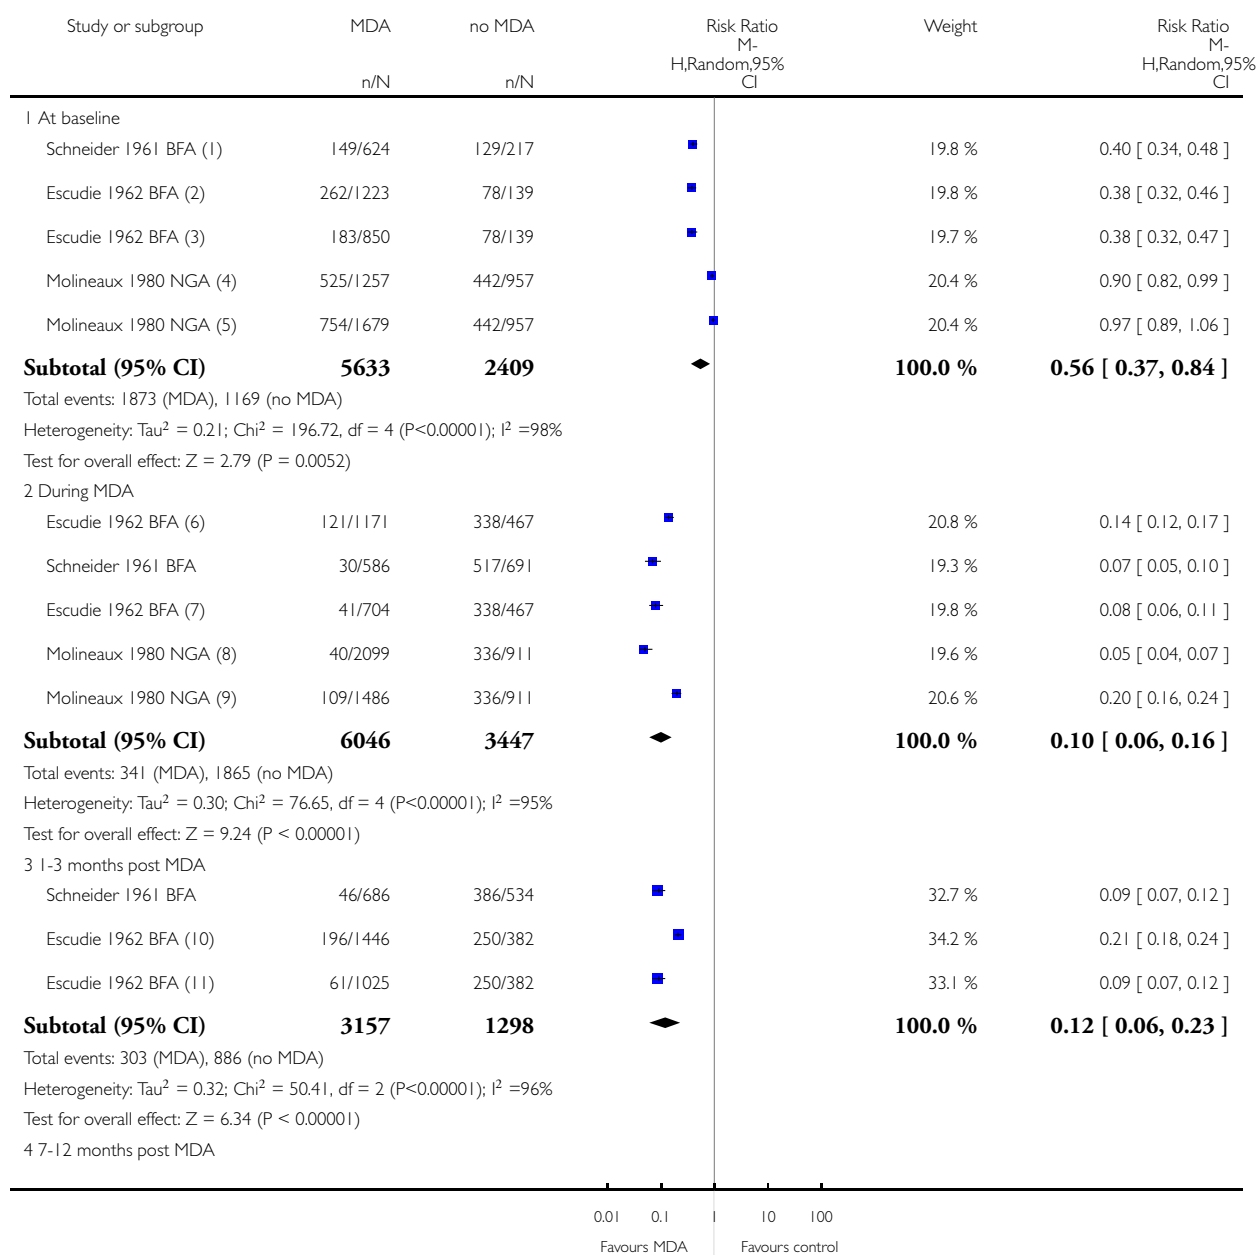 Study or subgroup MDA no MDA Risk Ratio Weight Risk Ratio
M- M-
H,Random,95% H,Random,95%
n/N n/N CI CI
1 At baseline
Schneider 1961 BFA (1) 149/624 129/217 19.8 % 0.40 [ 0.34, 0.48 ]
Escudie 1962 BFA (2) 262/1223 78/139 19.8 % 0.38 [ 0.32, 0.46 ]
Escudie 1962 BFA (3) 183/850 78/139 19.7 % 0.38 [ 0.32, 0.47 ]
Molineaux 1980 NGA (4) 525/1257 442/957 20.4 % 0.90 [ 0.82, 0.99 ]
Molineaux 1980 NGA (5) 754/1679 442/957 20.4 % 0.97 [ 0.89, 1.06 ]
Subtotal (95% CI) 5633 2409 100.0 % 0.56 [ 0.37, 0.84 ]
Total events: 1873 (MDA), 1169 (no MDA)
Heterogeneity: Tau² = 0.21; Chi² = 196.72, df = 4 (P<0.00001); I² =98%
Test for overall effect: Z = 2.79 (P = 0.0052)
2 During MDA
Escudie 1962 BFA (6) 121/1171 338/467 20.8 % 0.14 [ 0.12, 0.17 ]
Schneider 1961 BFA 30/586 517/691 19.3 % 0.07 [ 0.05, 0.10 ]
Escudie 1962 BFA (7) 41/704 338/467 19.8 % 0.08 [ 0.06, 0.11 ]
Molineaux 1980 NGA (8) 40/2099 336/911 19.6 % 0.05 [ 0.04, 0.07 ]
Molineaux 1980 NGA (9) 109/1486 336/911 20.6 % 0.20 [ 0.16, 0.24 ]
Subtotal (95% CI) 6046 3447 100.0 % 0.10 [ 0.06, 0.16 ]
Total events: 341 (MDA), 1865 (no MDA)
Heterogeneity: Tau² = 0.30; Chi² = 76.65, df = 4 (P<0.00001); I² =95%
Test for overall effect: Z = 9.24 (P < 0.00001)
3 1-3 months post MDA
Schneider 1961 BFA 46/686 386/534 32.7 % 0.09 [ 0.07, 0.12 ]
Escudie 1962 BFA (10) 196/1446 250/382 34.2 % 0.21 [ 0.18, 0.24 ]
Escudie 1962 BFA (11) 61/1025 250/382 33.1 % 0.09 [ 0.07, 0.12 ]
Subtotal (95% CI) 3157 1298 100.0 % 0.12 [ 0.06, 0.23 ]
Total events: 303 (MDA), 886 (no MDA)
Heterogeneity: Tau² = 0.32; Chi² = 50.41, df = 2 (P<0.00001); I² =96%
Test for overall effect: Z = 6.34 (P < 0.00001)
4 7-12 months post MDA
0.01 0.1 1 10 100
Favours MDA Favours control